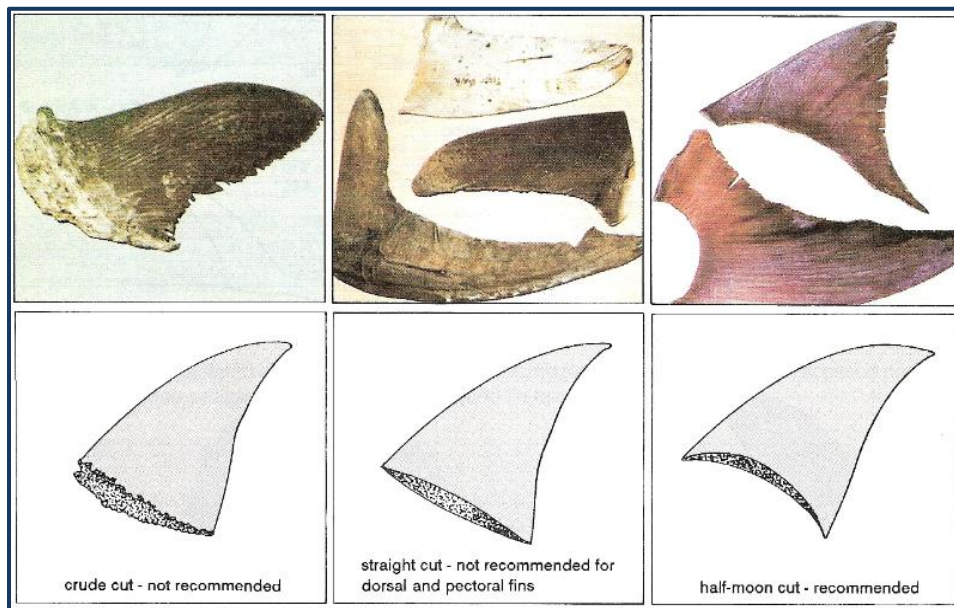 crude cut - not recommended
straight cut - not recommended for
dorsal and pectoral fins
half-moon cut - recommended